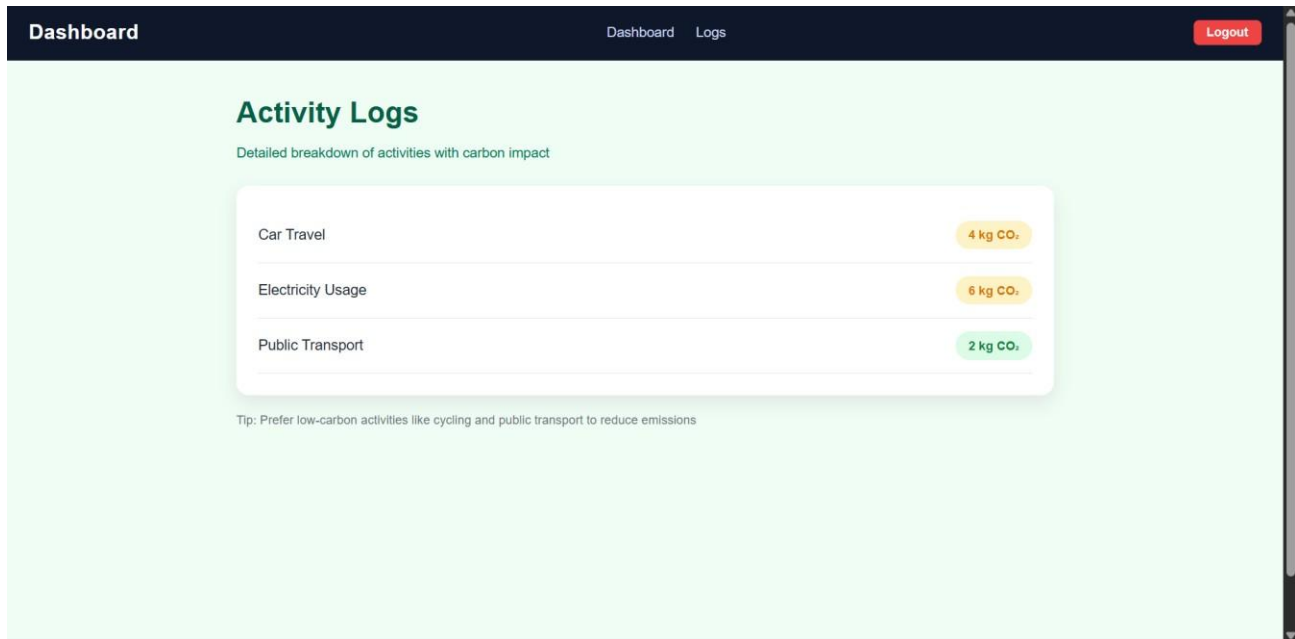 Dashboard Dashboard Logs Logout
Activity Logs
Detailed breakdown of activities with carbon impact
Car Travel 4 kg CO₂
Electricity Usage 6 kg CO₂
Public Transport 2 kg CO₂
Tip: Prefer low-carbon activities like cycling and public transport to reduce emissions